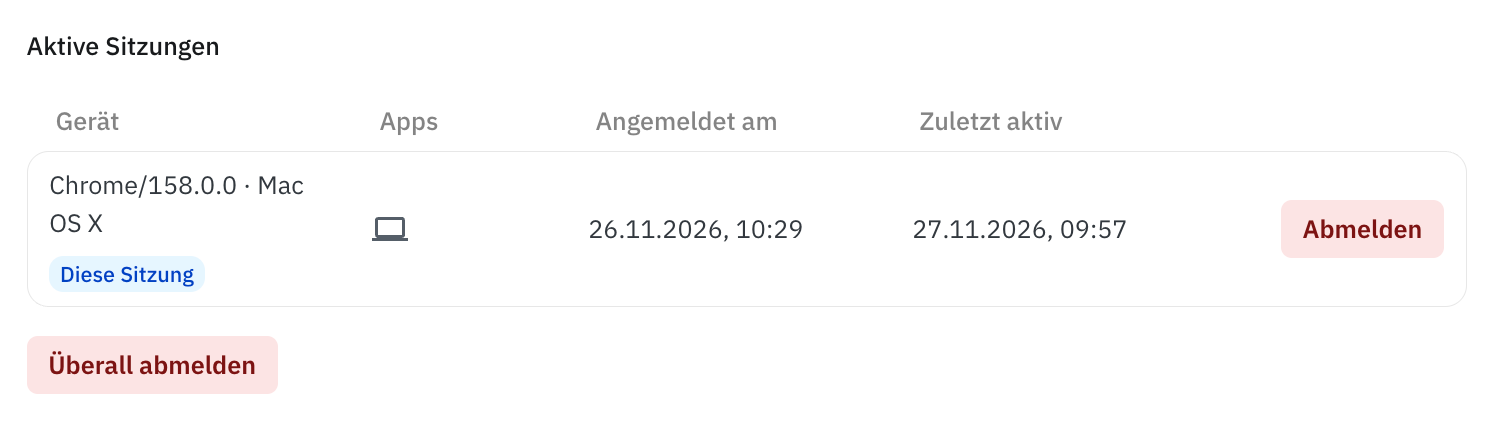 Aktive Sitzungen
Gerät Apps Angemeldet am Zuletzt aktiv
Chrome/158.0.0 · Mac
OS X
Diese Sitzung
26.11.2026, 10:29 27.11.2026, 09:57 Abmelden
Überall abmelden